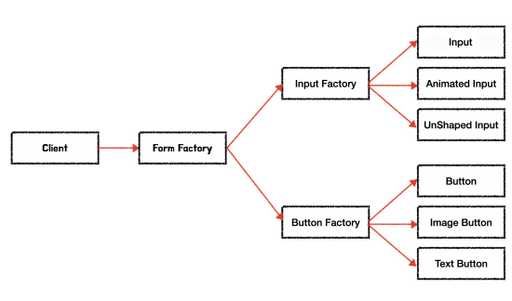 Client
Form Factory
Input Factory
Input
Animated Input
UnShaped Input
Button Factory
Button
Image Button
Text Button